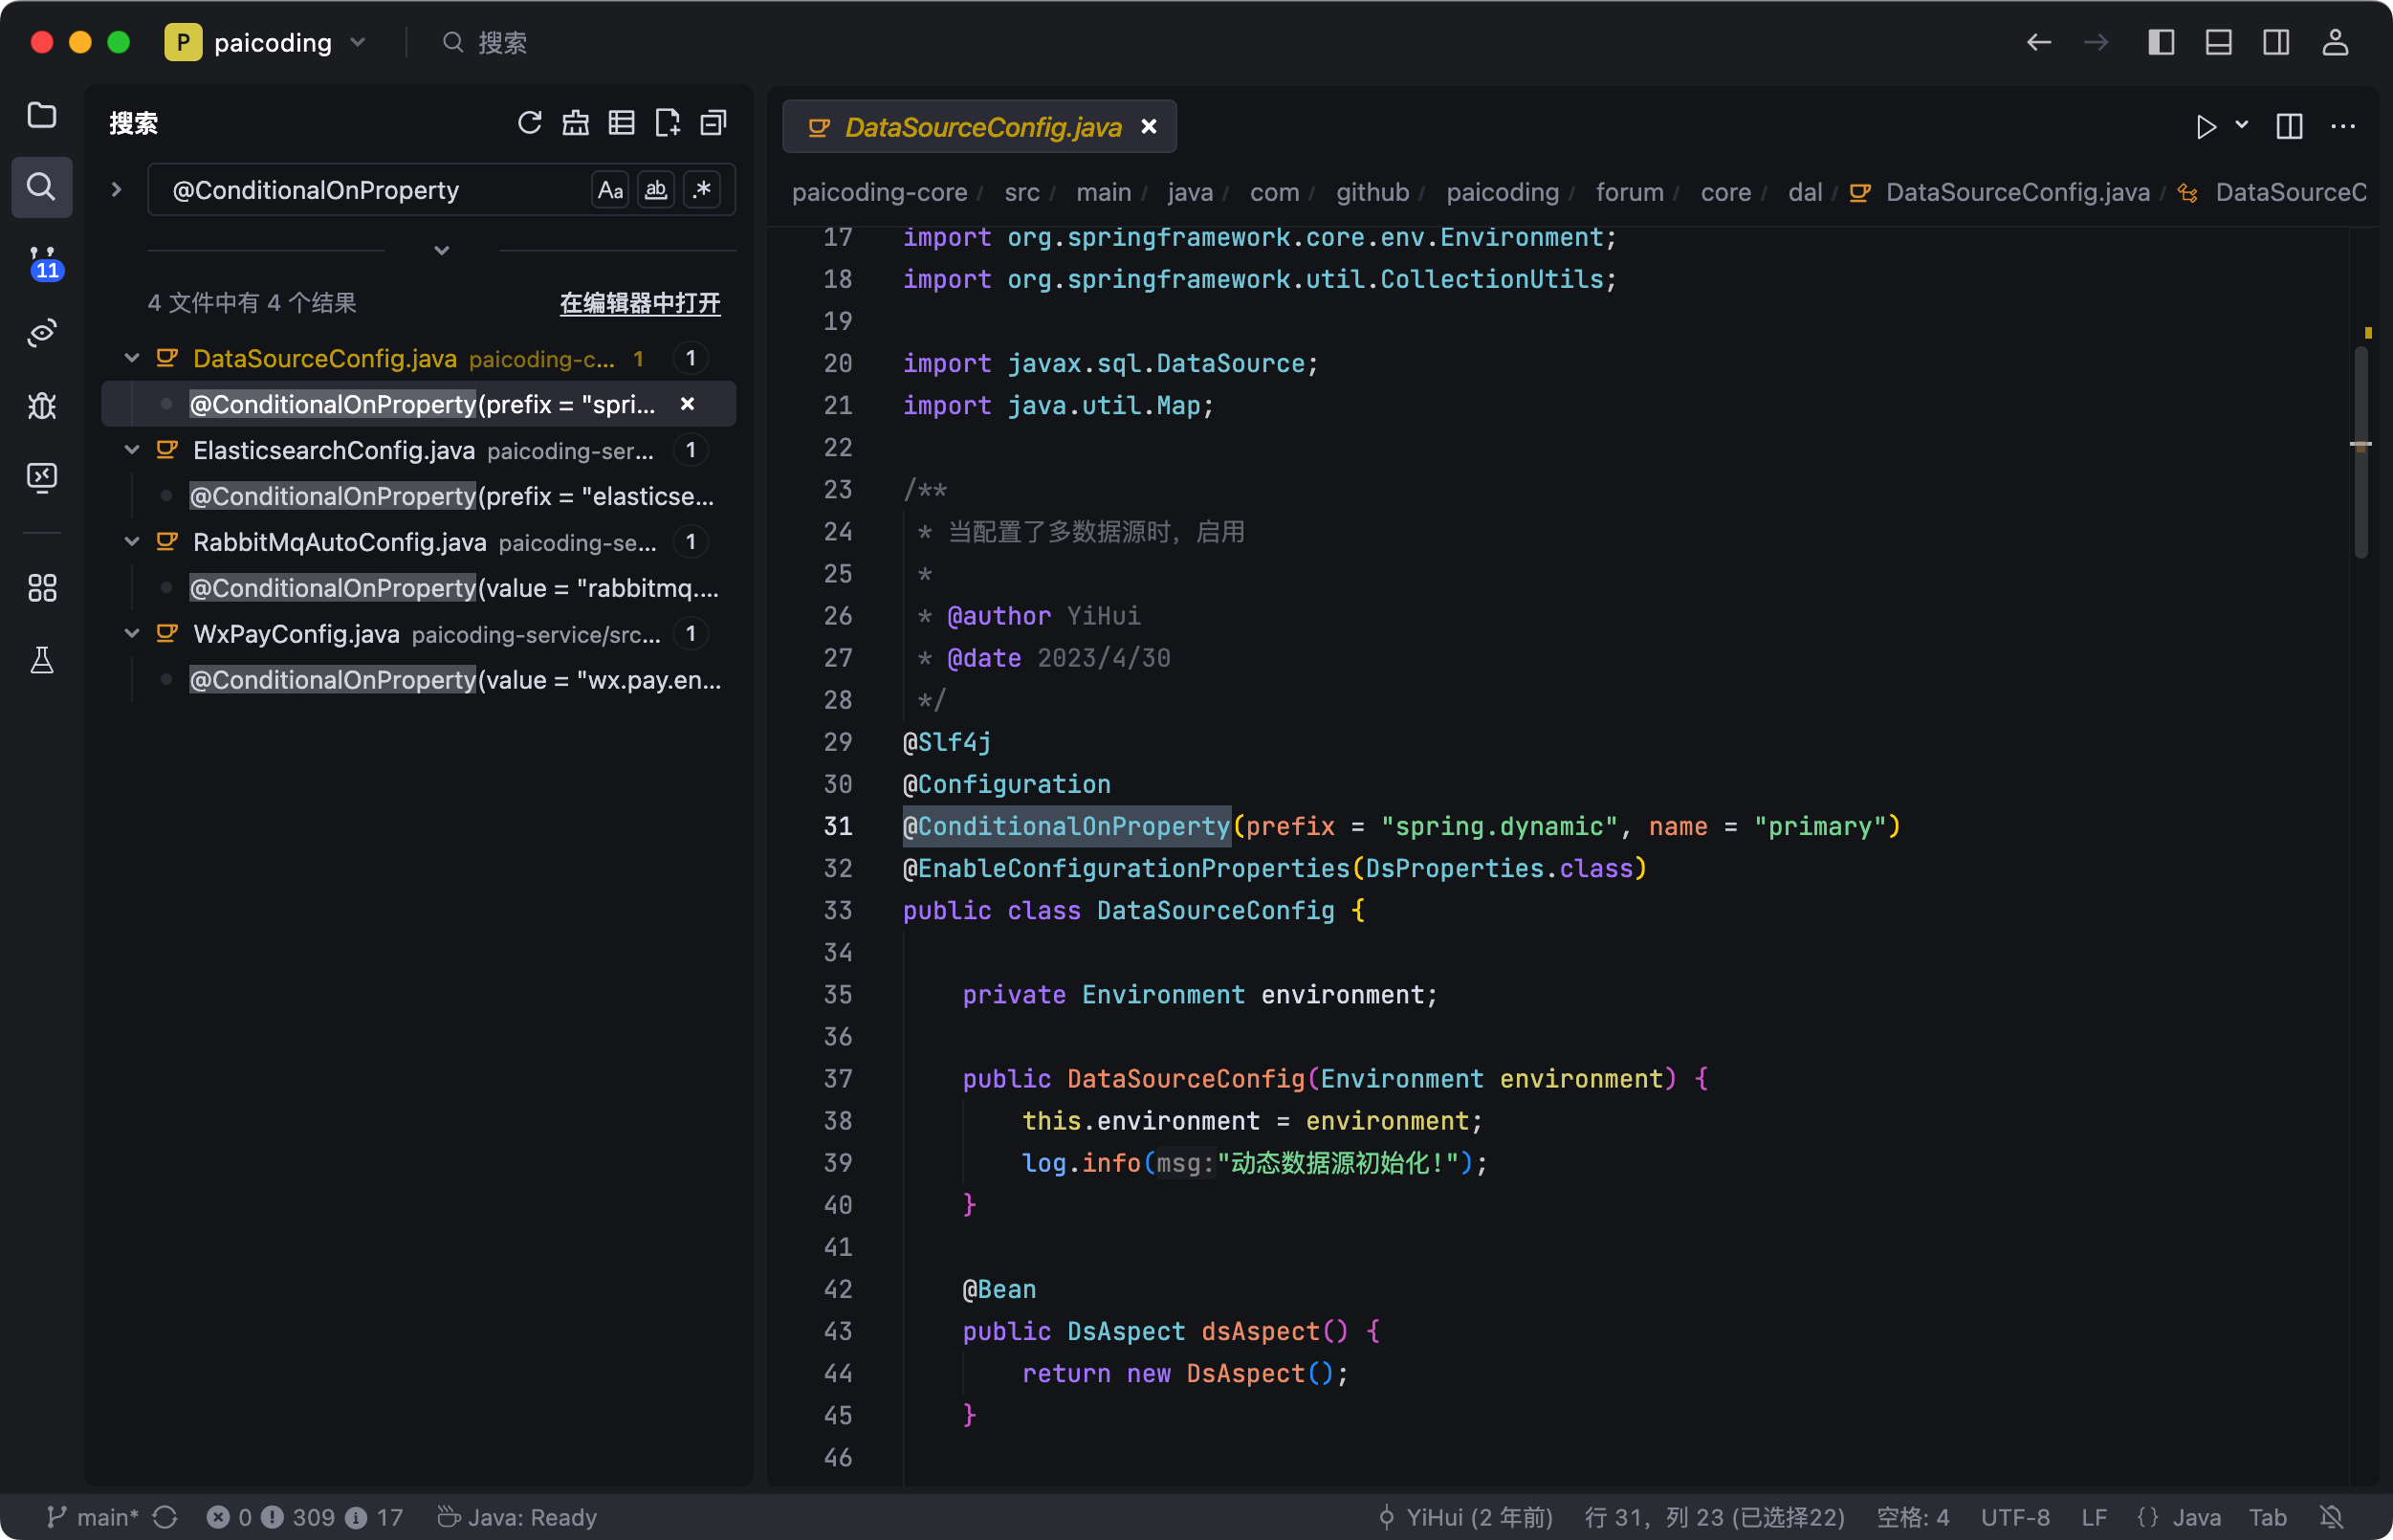 P paicoding 搜索
搜索
@ConditionalOnProperty Aa ab .*
4 文件中有 4 个结果 在编辑器中打开
11
DataSourceConfig.java paicoding-c... 1 1
@ConditionalOnProperty(prefix = "spri...
ElasticsearchConfig.java paicoding-ser... 1
@ConditionalOnProperty(prefix = "elasticse...
RabbitMqAutoConfig.java paicoding-se... 1
@ConditionalOnProperty(value = "rabbitmq....
WxPayConfig.java paicoding-service/src... 1
@ConditionalOnProperty(value = "wx.pay.en...
DataSourceConfig.java
paicoding-core / src / main / java / com / github / paicoding / forum / core / dal / DataSourceConfig.java / DataSourceC
17 import org.springframework.core.env.Environment;
18 import org.springframework.util.CollectionUtils;
19
20 import javax.sql.DataSource;
21 import java.util.Map;
22
23 /**
24 * 当配置了多数据源时，启用
25 *
26 * @author YiHui
27 * @date 2023/4/30
28 */
29 @Slf4j
30 @Configuration
31 @ConditionalOnProperty(prefix = "spring.dynamic", name = "primary")
32 @EnableConfigurationProperties(DsProperties.class)
33 public class DataSourceConfig {
34
35 private Environment environment;
36
37 public DataSourceConfig(Environment environment) {
38 this.environment = environment;
39 log.info(msg:"动态数据源初始化!");
40 }
41
42 @Bean
43 public DsAspect dsAspect() {
44 return new DsAspect();
45 }
46
main* 0 309 17 Java: Ready YiHui (2 年前) 行 31，列 23 (已选择22) 空格: 4 UTF-8 LF {} Java Tab